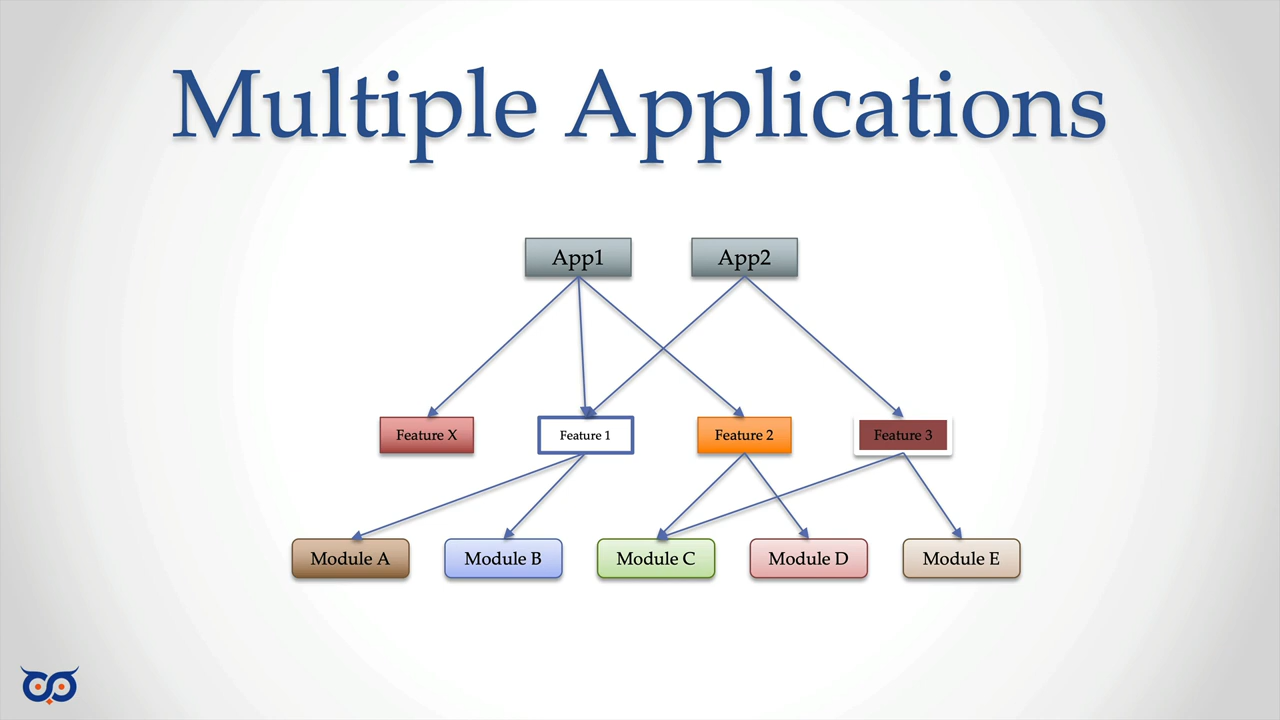 Multiple Applications
App1
App2
Feature X
Feature 1
Feature 2
Feature 3
Module A
Module B
Module C
Module D
Module E